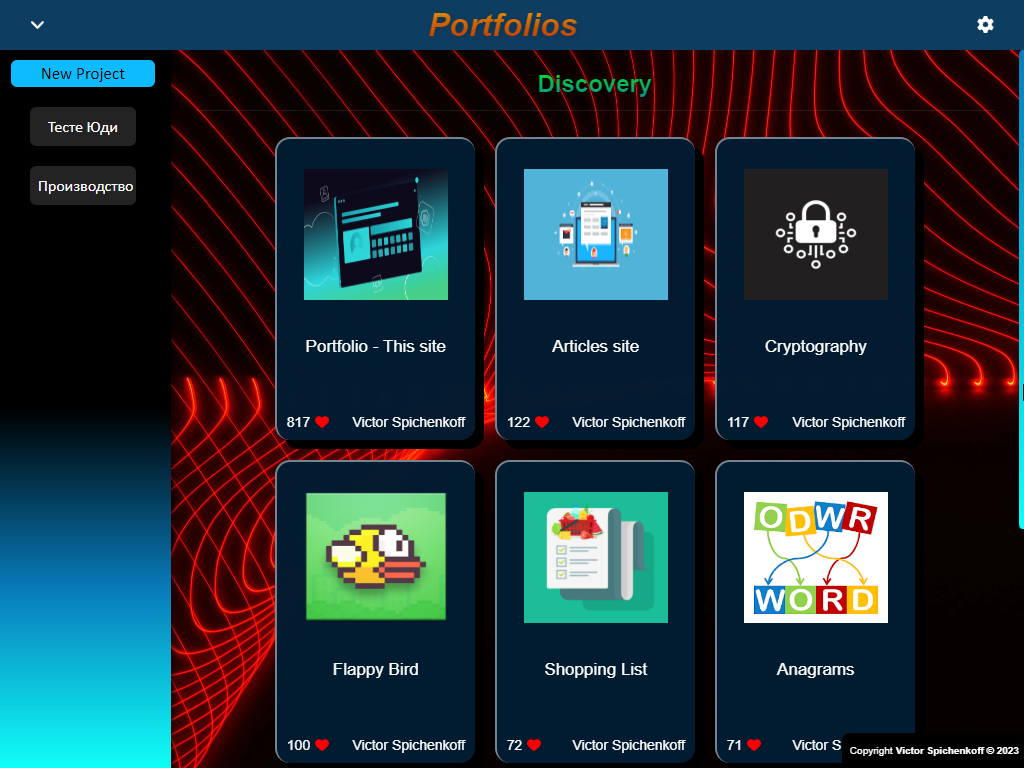 Portfolios
New Project
Тесте Юди
Производство
Discovery
Portfolio - This site
817 Victor Spichenkoff
Articles site
122 Victor Spichenkoff
Cryptography
117 Victor Spichenkoff
Flappy Bird
100 Victor Spichenkoff
Shopping List
72 Victor Spichenkoff
ODWR
WORD
Anagrams
71 Victor S
Copyright Victor Spichenkoff © 2023